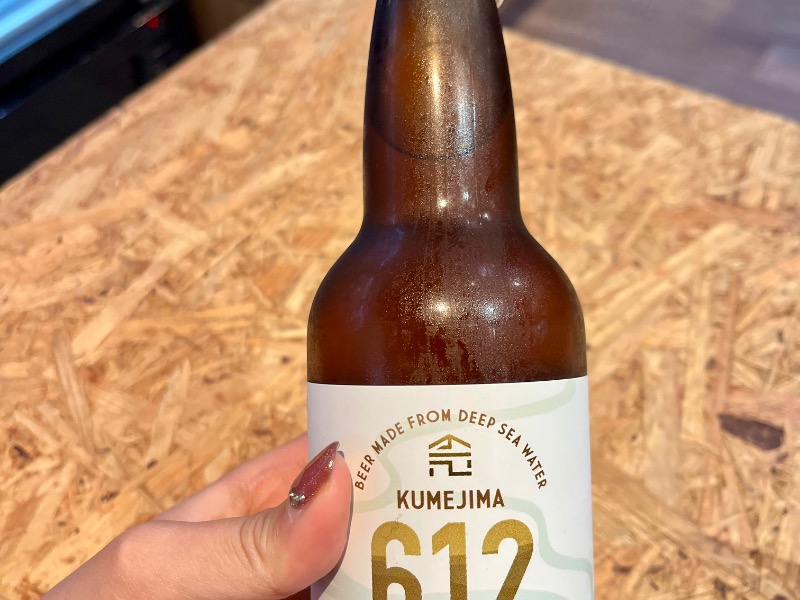 BEER MADE FROM DEEP SEA WATER
KUMEJIMA
612